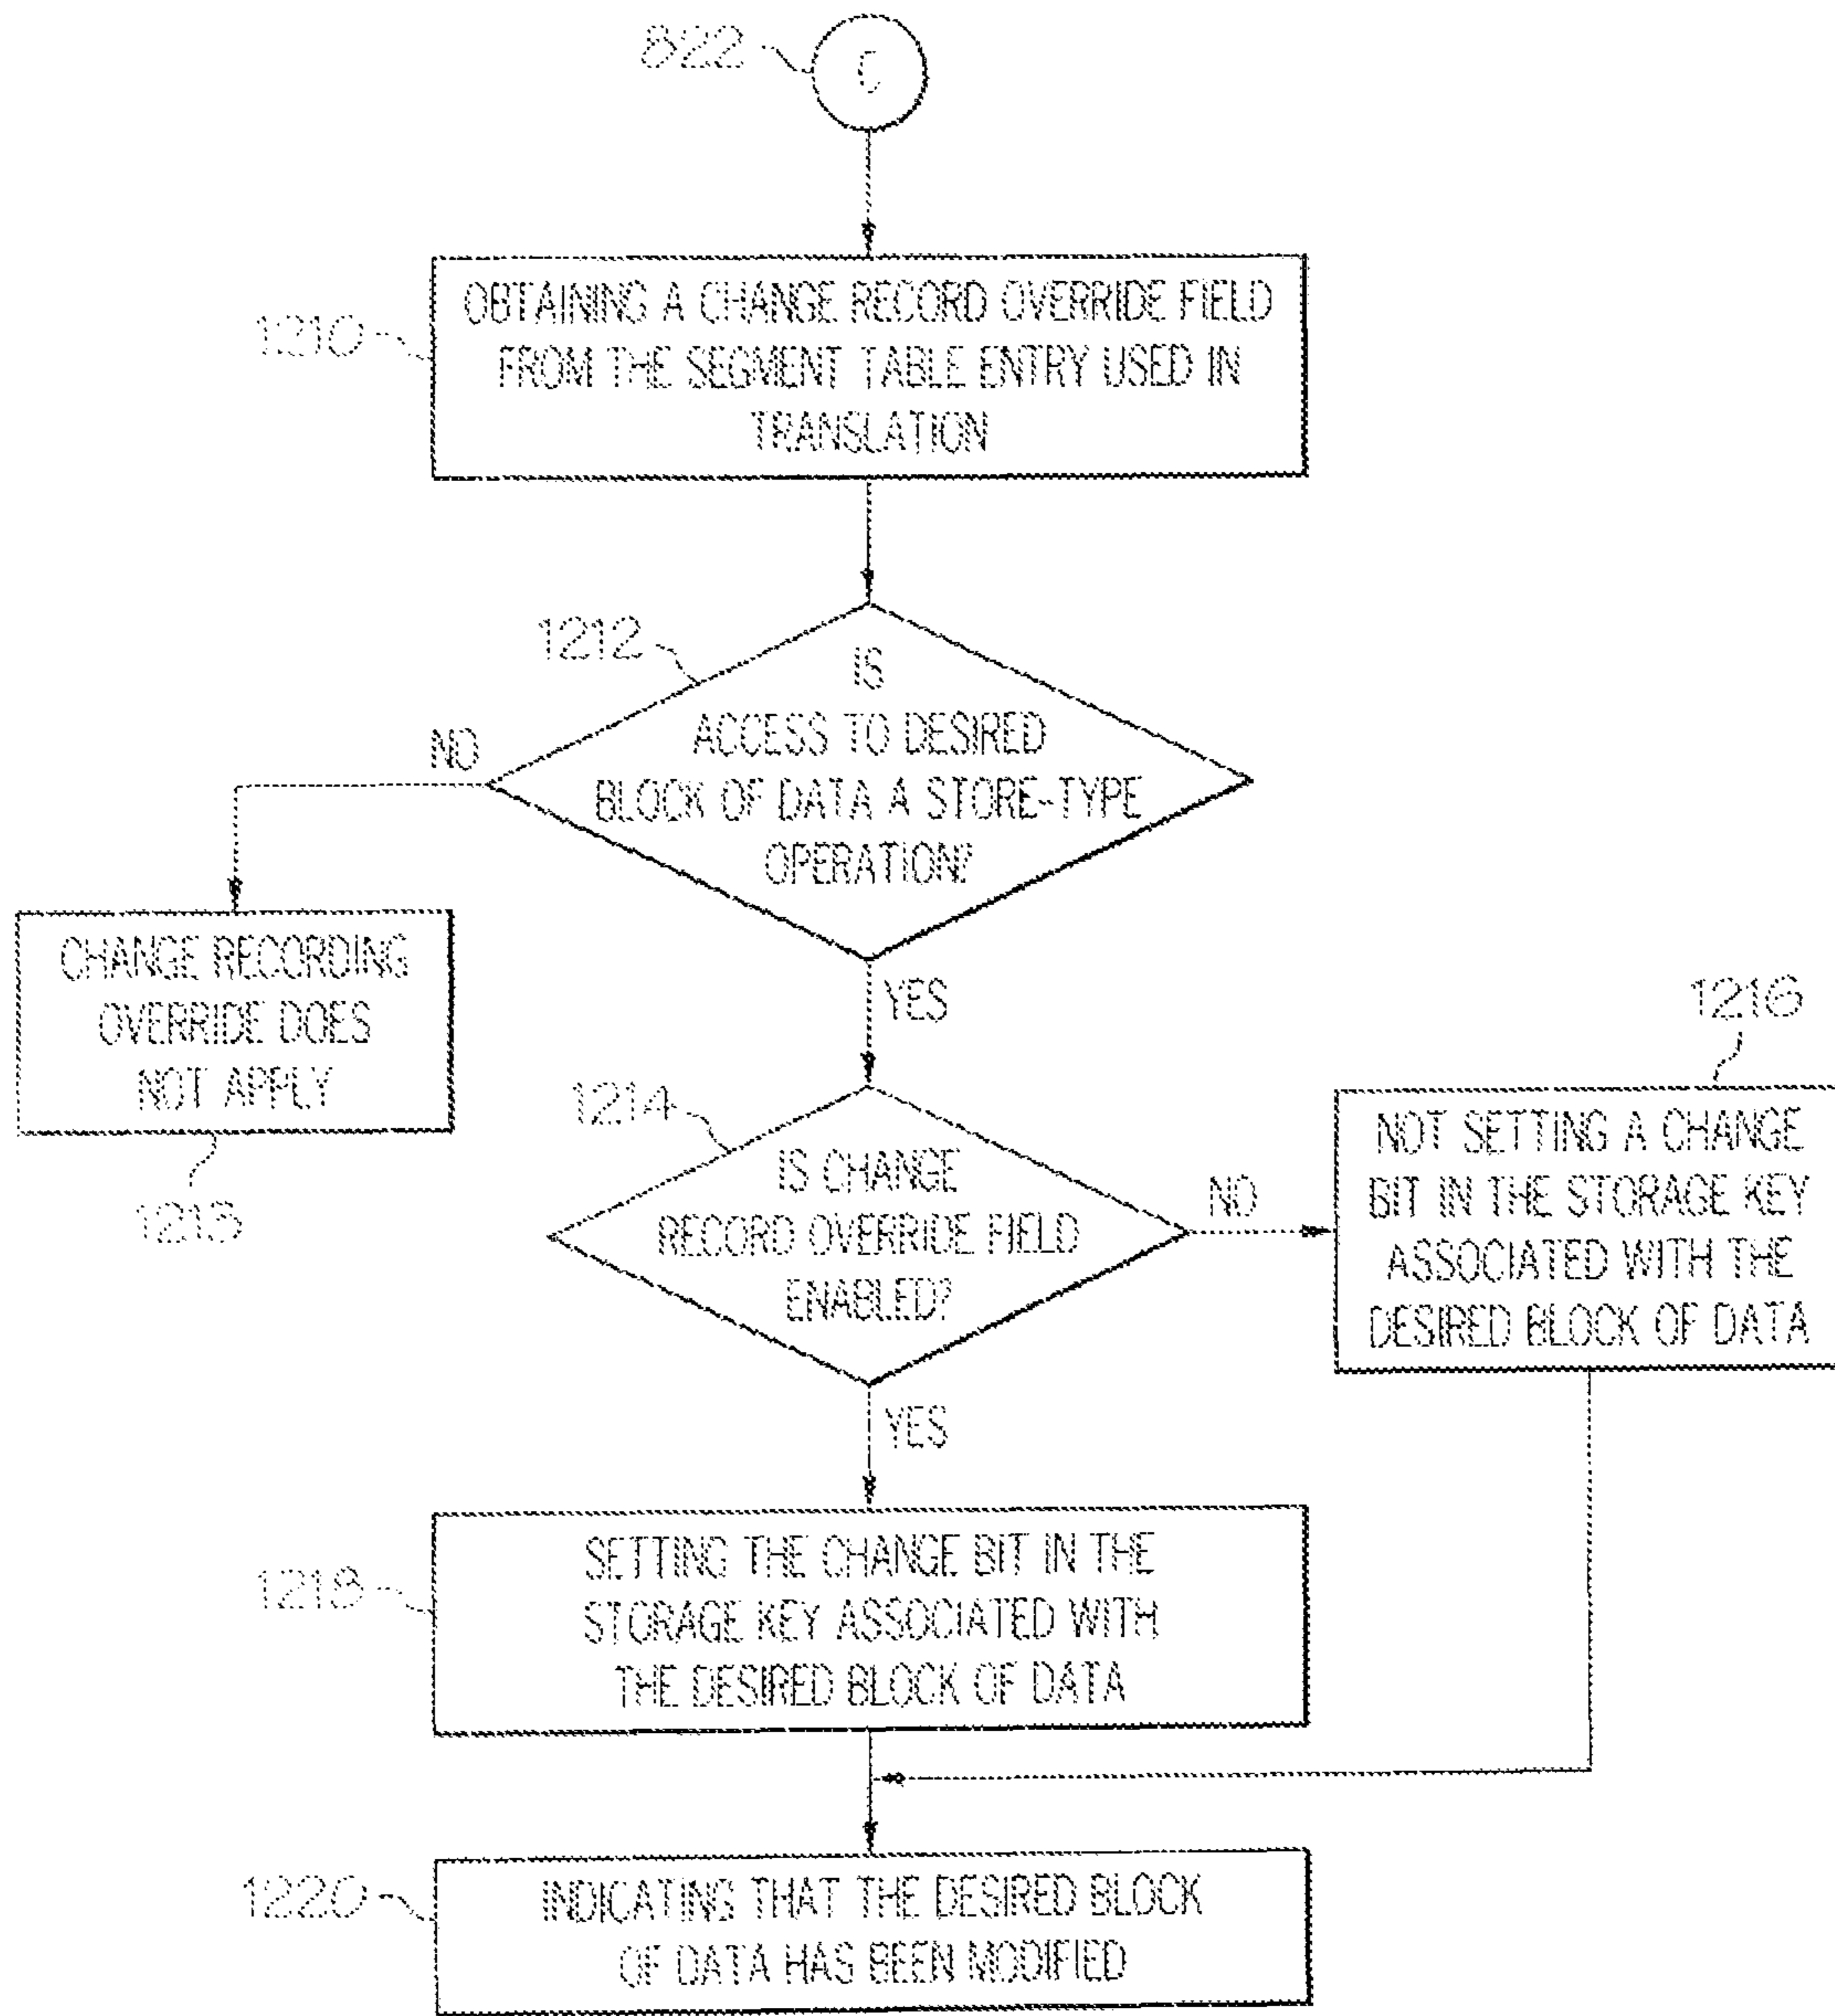 822
C
1210
OBTAINING A CHANGE RECORD OVERRIDE FIELD
FROM THE SEGMENT TABLE ENTRY USED IN
TRANSLATION
1212
IS
ACCESS TO DESIRED
BLOCK OF DATA A STORE-TYPE
OPERATION?
NO
CHANGE RECORDING
OVERRIDE DOES
NOT APPLY
1213
YES
1214
IS CHANGE
RECORD OVERRIDE FIELD
ENABLED?
NO
1216
NOT SETTING A CHANGE
BIT IN THE STORAGE KEY
ASSOCIATED WITH THE
DESIRED BLOCK OF DATA
YES
1218
SETTING THE CHANGE BIT IN THE
STORAGE KEY ASSOCIATED WITH
THE DESIRED BLOCK OF DATA
1220
INDICATING THAT THE DESIRED BLOCK
OF DATA HAS BEEN MODIFIED